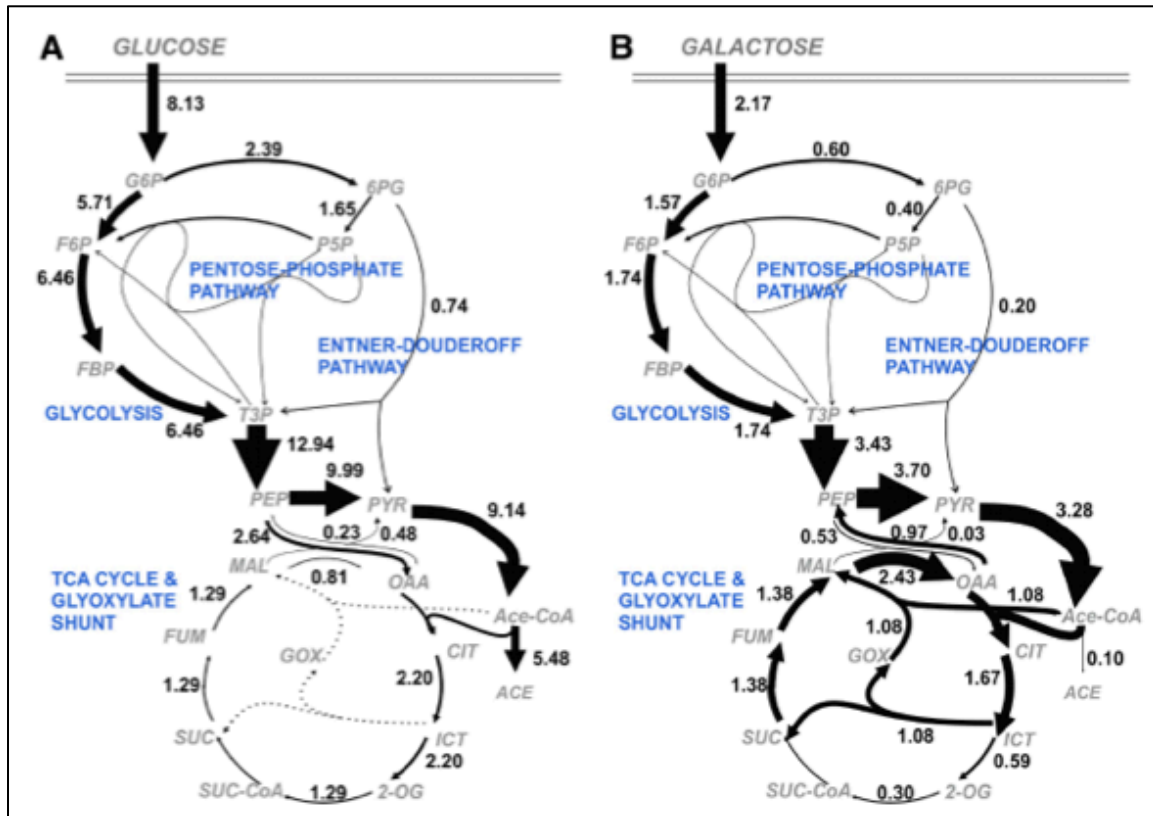 A
GLUCOSE
8.13
2.39
G6P
6PG
5.71
1.65
F6P
P5P
6.46
PENTOSE-PHOSPHATE
PATHWAY
0.74
ENTNER-DOUDEROFF
PATHWAY
FBP
GLYCOLYSIS
T3P
6.46
12.94
9.99
PEP
PYR
9.14
2.64
0.23
0.48
MAL
0.81
OAA
TCA CYCLE &
GLYOXYLATE
SHUNT
1.29
Ace-CoA
FUM
GOX
CIT
5.48
2.20
ACE
1.29
SUC
ICT
2.20
SUC-CoA
1.29
2-OG
B
GALACTOSE
2.17
0.60
G6P
6PG
1.57
0.40
F6P
P5P
1.74
PENTOSE-PHOSPHATE
PATHWAY
0.20
ENTNER-DOUDEROFF
PATHWAY
FBP
GLYCOLYSIS
T3P
1.74
3.43
3.70
PEP
PYR
3.28
0.53
0.97
0.03
MAL
2.43
OAA
TCA CYCLE &
GLYOXYLATE
SHUNT
1.38
1.08
Ace-CoA
FUM
1.08
GOX
CIT
0.10
1.67
ACE
1.38
SUC
1.08
ICT
0.59
SUC-CoA
0.30
2-OG